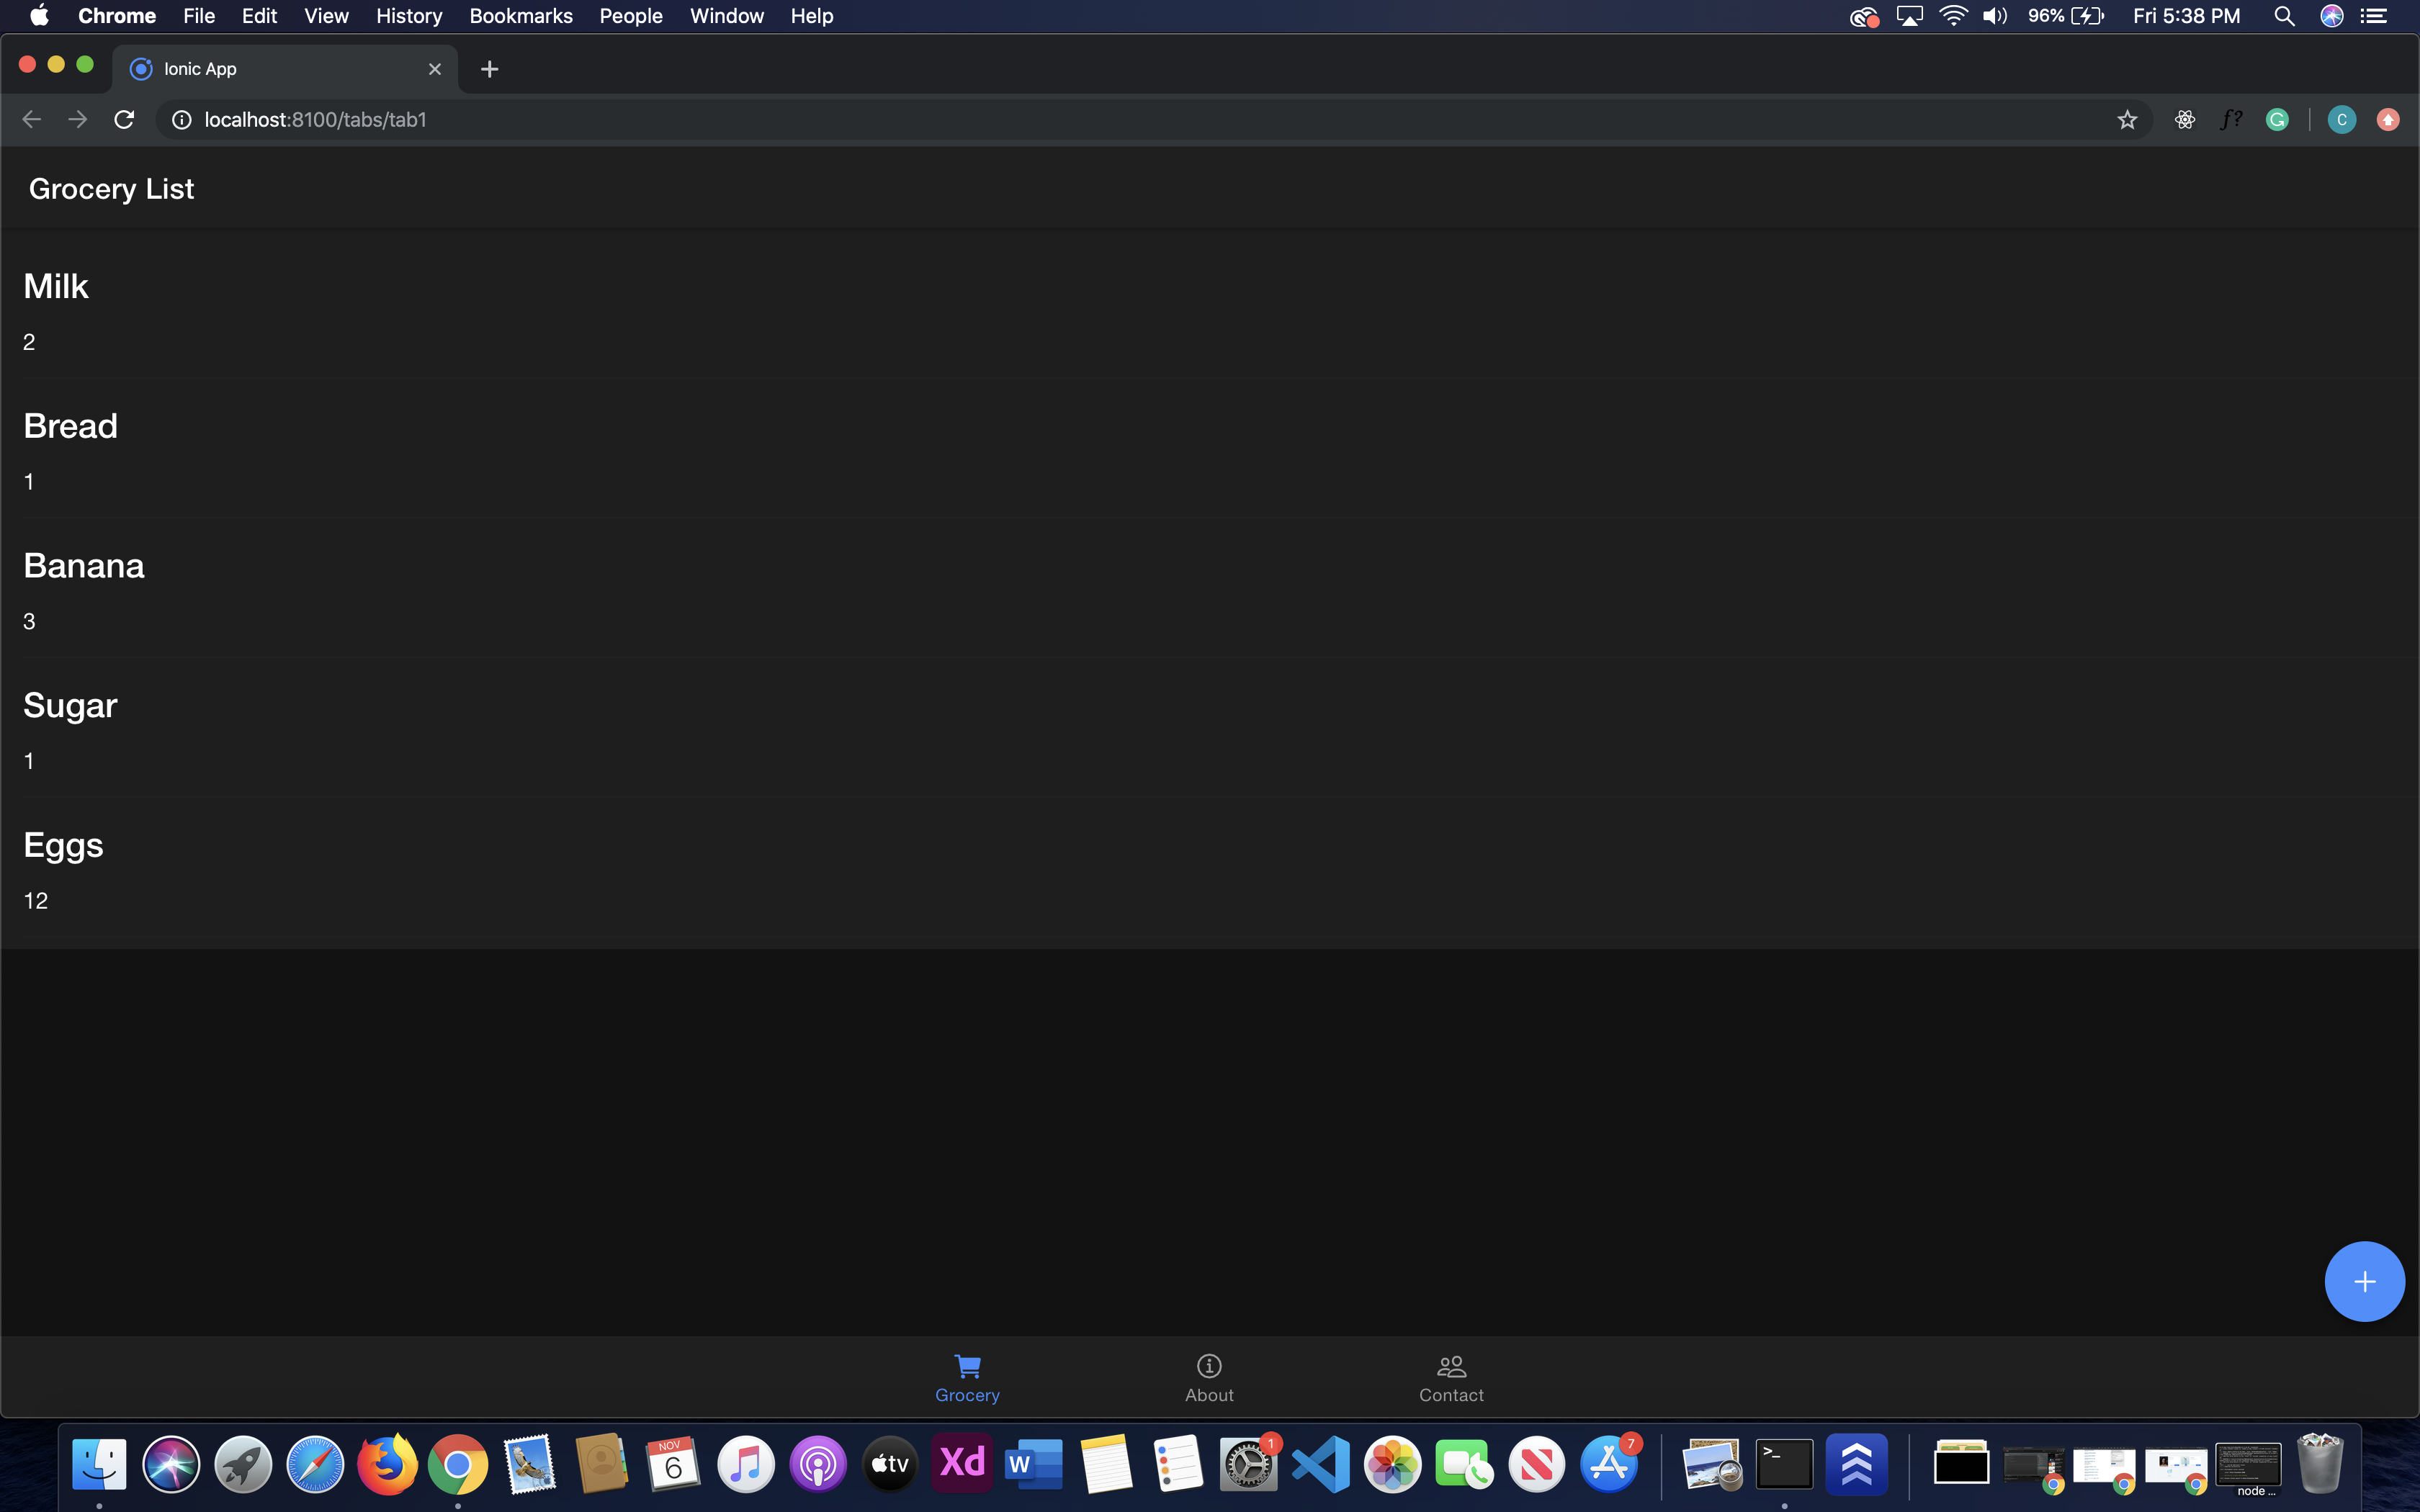 Chrome File Edit View History Bookmarks People Window Help 96% Fri 5:38 PM
Ionic App
localhost:8100/tabs/tab1 f? C
Grocery List
Milk
2
Bread
1
Banana
3
Sugar
1
Eggs
12
Grocery About Contact
NOV 6 tv Xd W 1 7 >_
node ...